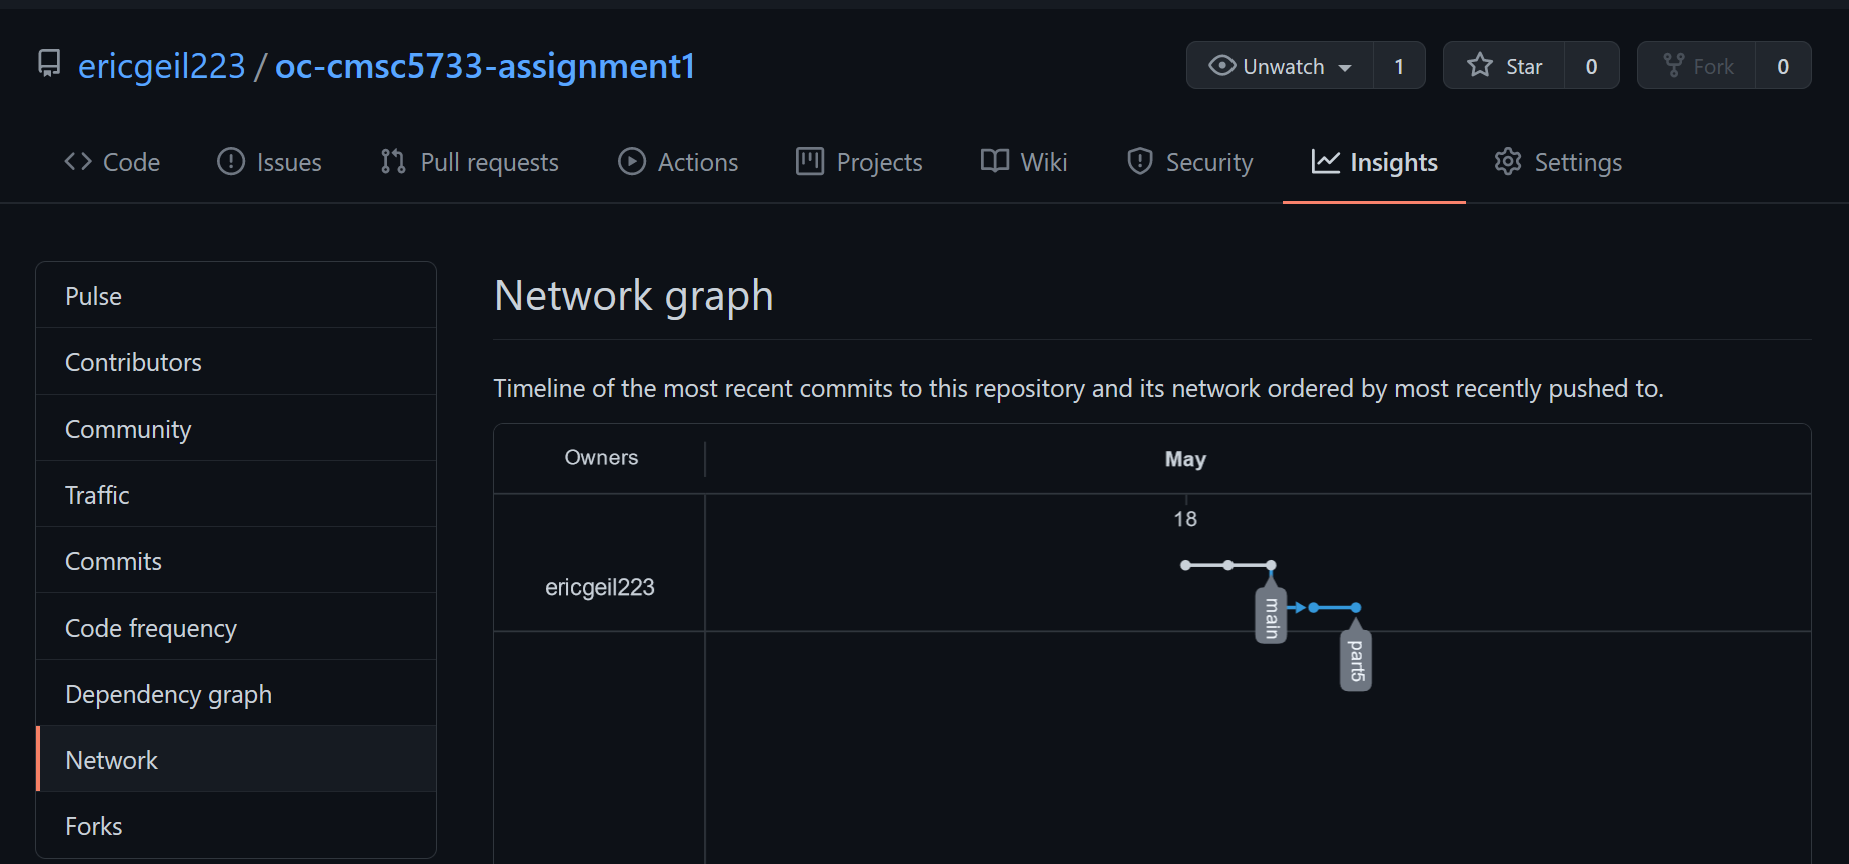 ericgeil223 / oc-cmsc5733-assignment1
Unwatch 1
Star 0
Fork 0
Code
Issues
Pull requests
Actions
Projects
Wiki
Security
Insights
Settings
Pulse
Contributors
Community
Traffic
Commits
Code frequency
Dependency graph
Network
Forks
Network graph
Timeline of the most recent commits to this repository and its network ordered by most recently pushed to.
Owners
May
18
ericgeil223
main
part5